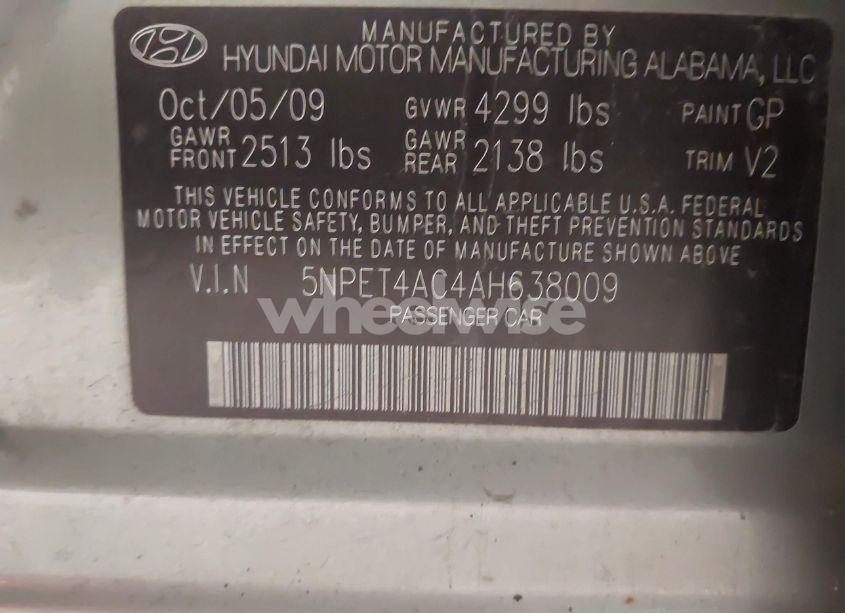 MANUFACTURED BY
HYUNDAI MOTOR MANUFACTURING ALABAMA, LLC
Oct/05/09 GVWR 4299 lbs PAINT GP
GAWR FRONT 2513 lbs GAWR REAR 2138 lbs TRIM V2
THIS VEHICLE CONFORMS TO ALL APPLICABLE U.S.A. FEDERAL
MOTOR VEHICLE SAFETY, BUMPER, AND THEFT PREVENTION STANDARDS
IN EFFECT ON THE DATE OF MANUFACTURE SHOWN ABOVE
V.I.N 5NPET4AC4AH638009
wheelwise
PASSENGER CAR